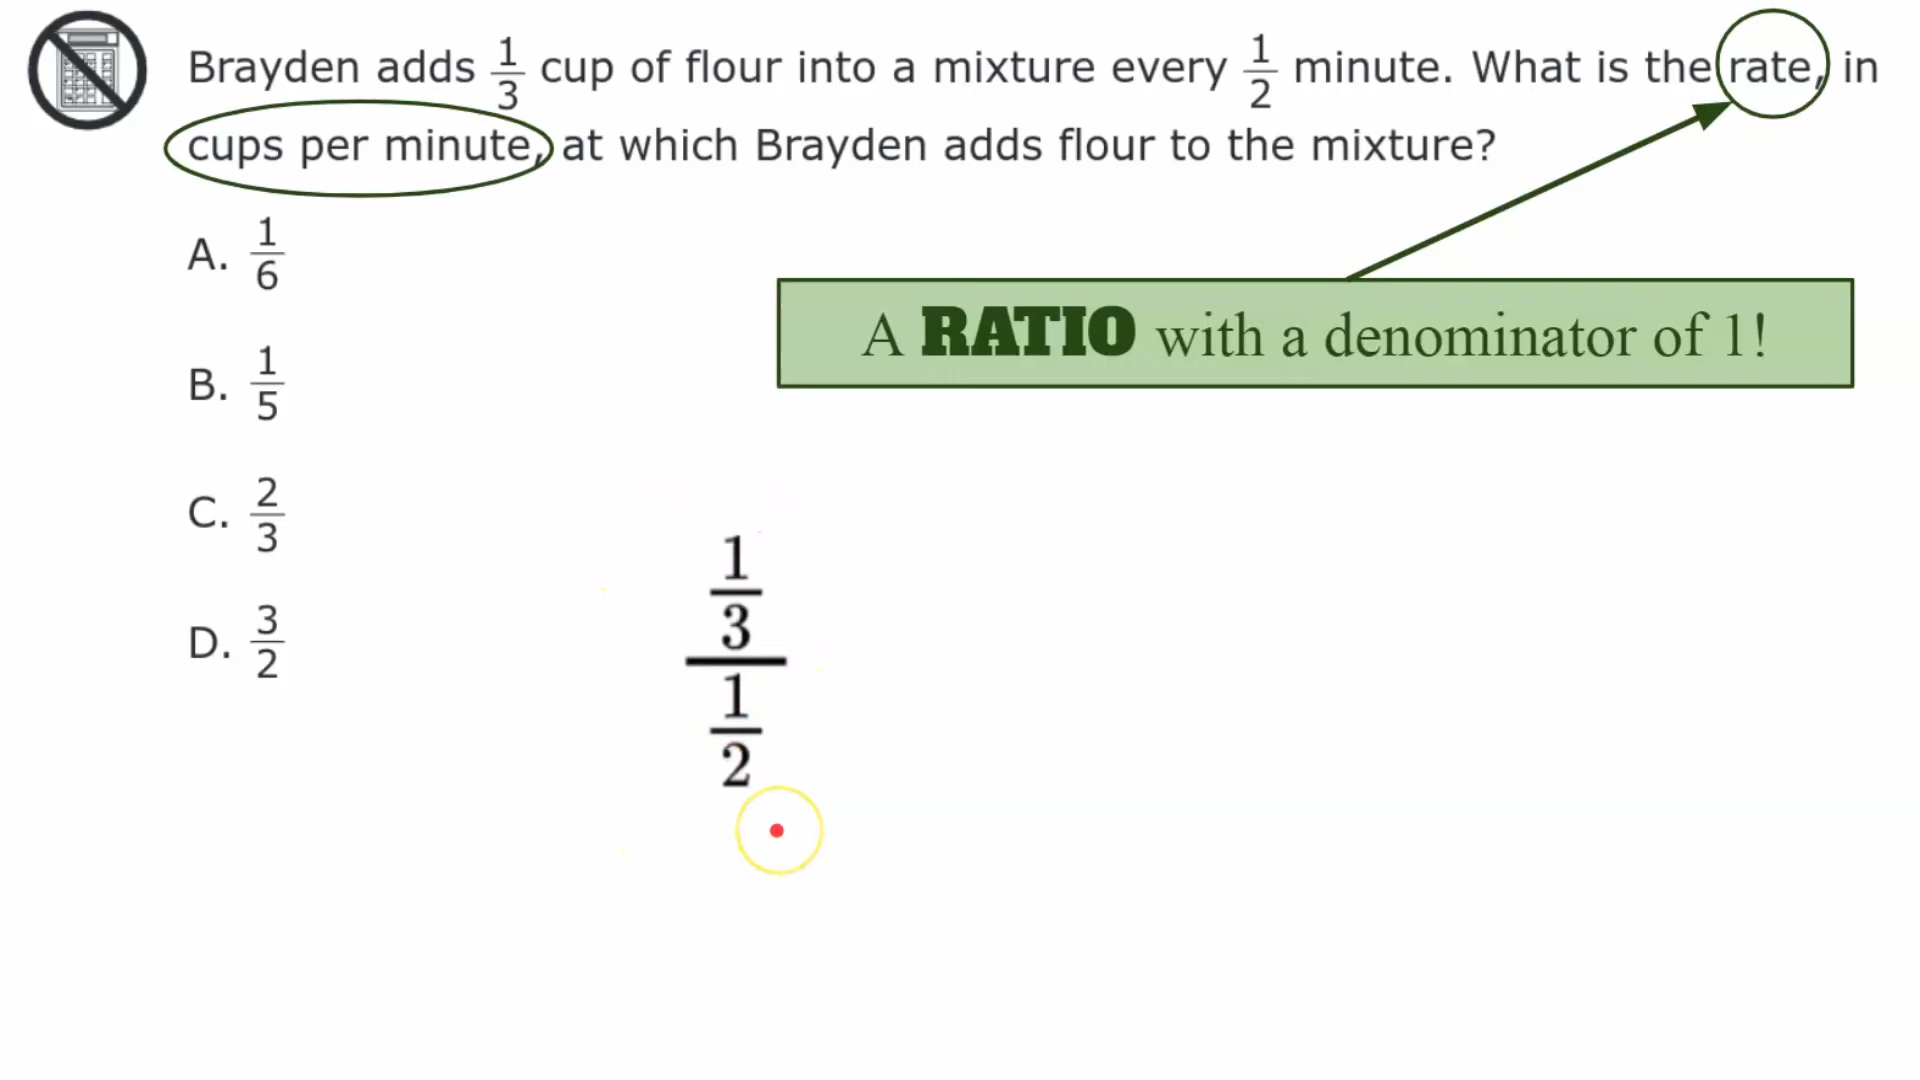 Brayden adds 1/3 cup of flour into a mixture every 1/2 minute. What is the rate, in
cups per minute, at which Brayden adds flour to the mixture?
A. 1/6
A RATIO with a denominator of 1!
B. 1/5
C. 2/3
D. 3/2
1
3
1
2